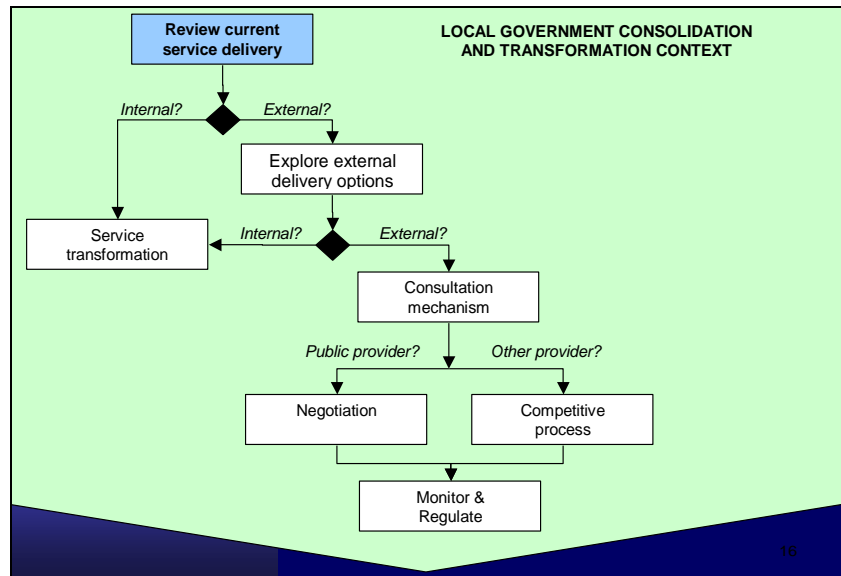 Review current
service delivery
LOCAL GOVERNMENT CONSOLIDATION
AND TRANSFORMATION CONTEXT
Internal?
External?
Explore external
delivery options
Service
transformation
Internal?
External?
Consultation
mechanism
Public provider?
Other provider?
Negotiation
Competitive
process
Monitor &
Regulate
16